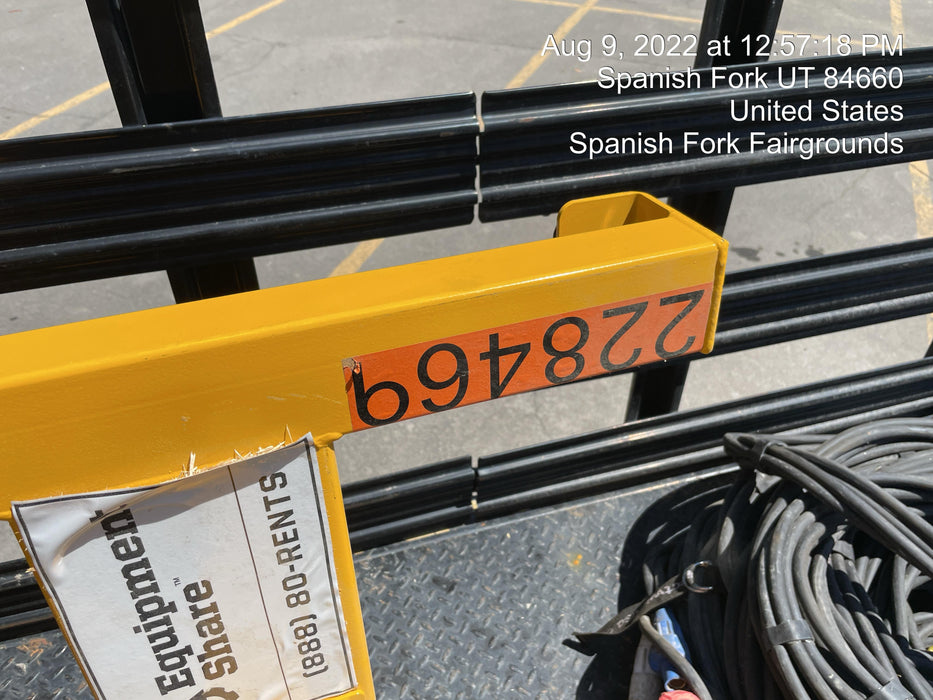 Aug 9, 2022 at 12:57:18 PM
Spanish Fork UT 84660
United States
Spanish Fork Fairgrounds
228469
Equipment
Share™
(888) 80-RENTS